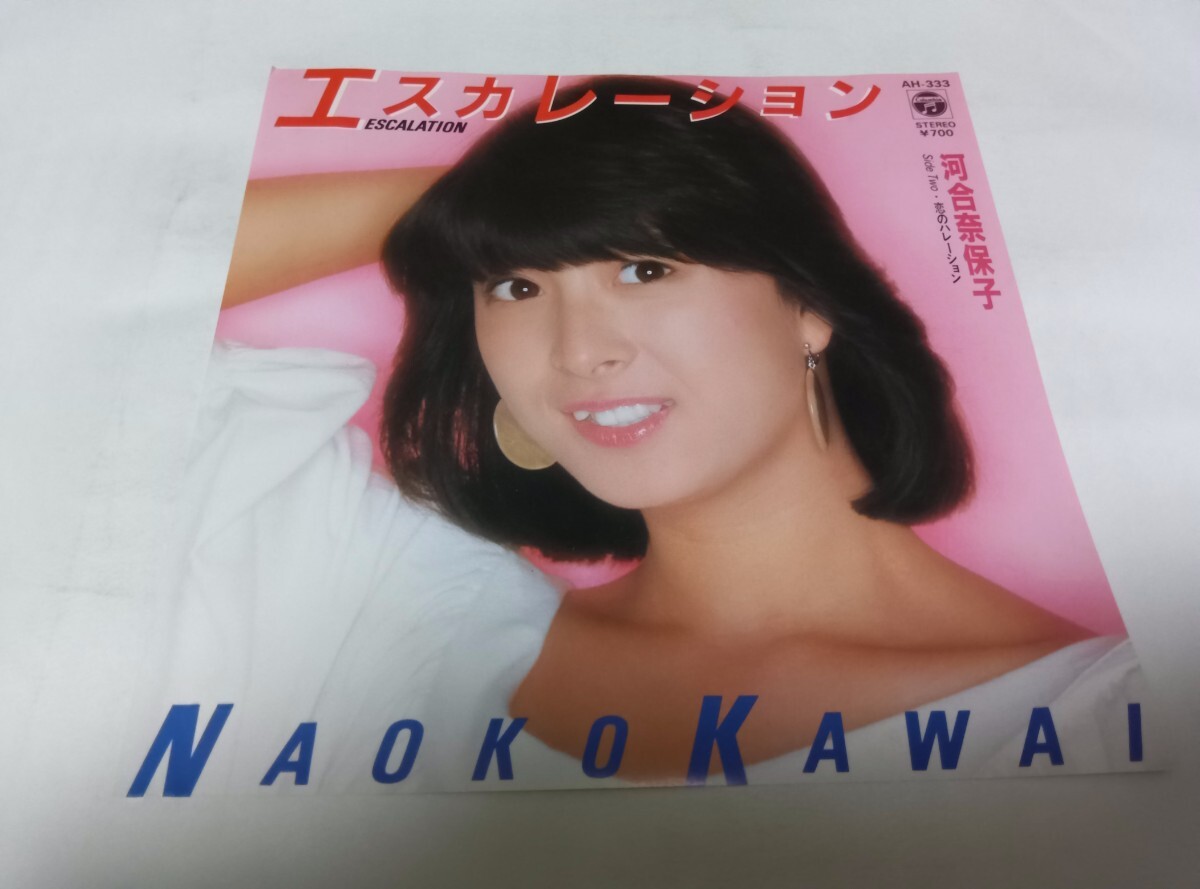 エスカレーション
ESCALATION
AH-333
STEREO
¥700
河合奈保子
Side Two・恋のハレーション
NAOKO KAWAI